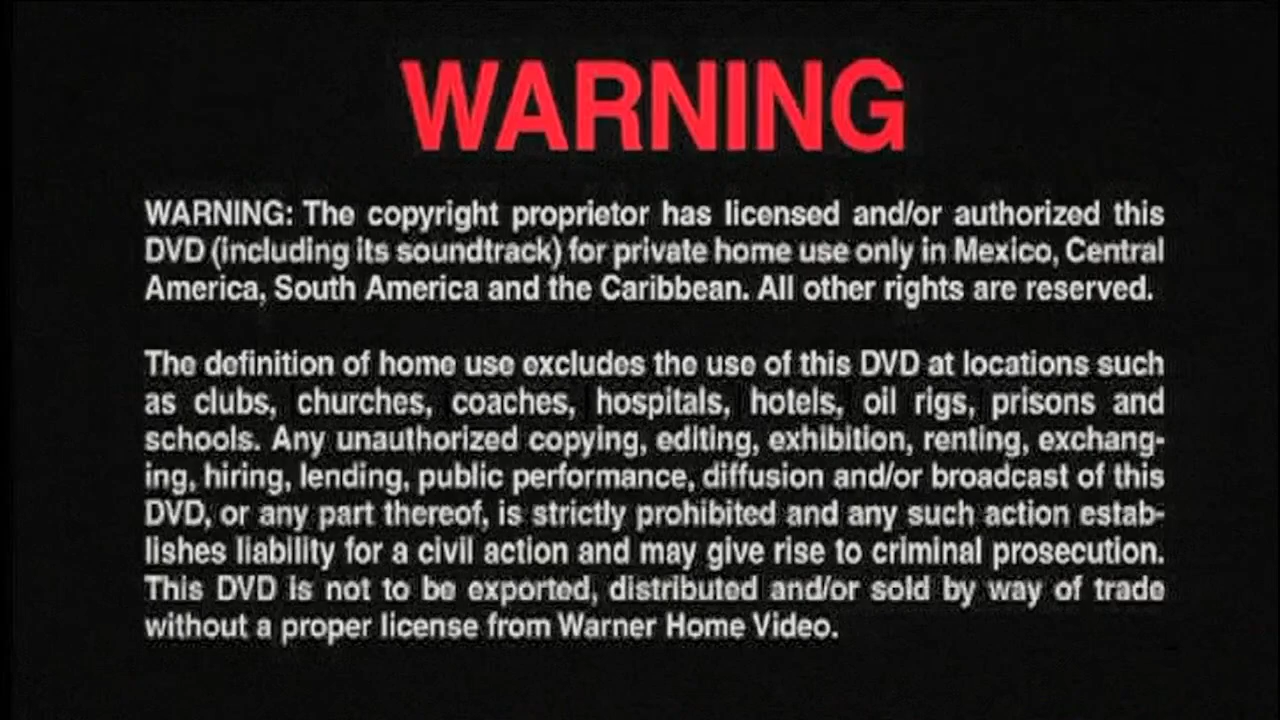 WARNING
WARNING: The copyright proprietor has licensed and/or authorized this
DVD (including its soundtrack) for private home use only in Mexico, Central
America, South America and the Caribbean. All other rights are reserved.
The definition of home use excludes the use of this DVD at locations such
as clubs, churches, coaches, hospitals, hotels, oil rigs, prisons and
schools. Any unauthorized copying, editing, exhibition, renting, exchang-
ing, hiring, lending, public performance, diffusion and/or broadcast of this
DVD, or any part thereof, is strictly prohibited and any such action estab-
lishes liability for a civil action and may give rise to criminal prosecution.
This DVD is not to be exported, distributed and/or sold by way of trade
without a proper license from Warner Home Video.